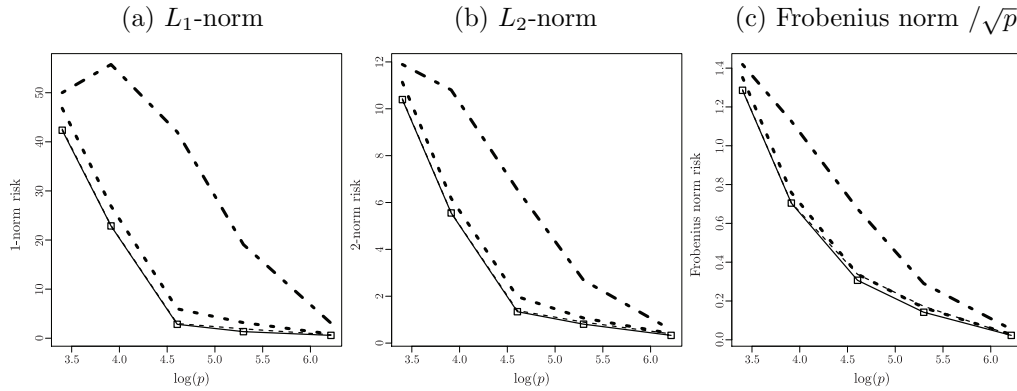 (a) L₁-norm
(b) L₂-norm
(c) Frobenius norm /√p
1-norm risk
0 10 20 30 40 50
3.5 4.0 4.5 5.0 5.5 6.0
log(p)
2-norm risk
0 2 4 6 8 10 12
3.5 4.0 4.5 5.0 5.5 6.0
log(p)
Frobenius norm risk
0.0 0.2 0.4 0.6 0.8 1.0 1.2 1.4
3.5 4.0 4.5 5.0 5.5 6.0
log(p)